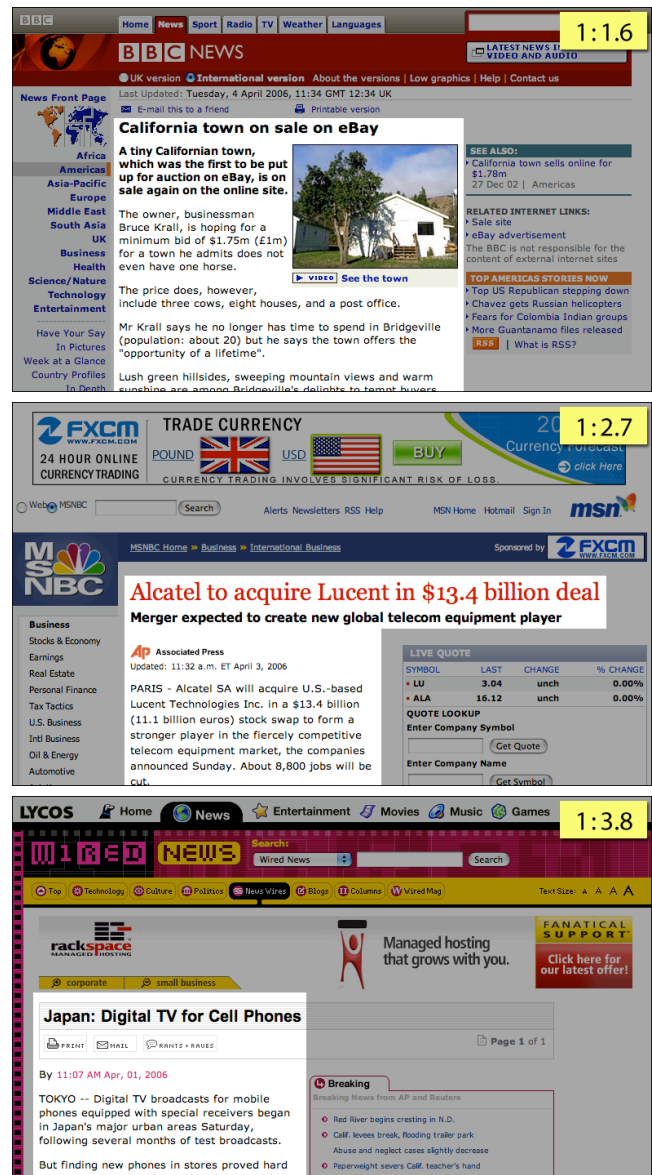 BBC
Home News Sport Radio TV Weather Languages
1:1.6
BBC NEWS
LATEST NEWS IN
VIDEO AND AUDIO
UK version International version About the versions | Low graphics | Help | Contact us
News Front Page
Africa
Americas
Asia-Pacific
Europe
Middle East
South Asia
UK
Business
Health
Science/Nature
Technology
Entertainment
Have Your Say
In Pictures
Week at a Glance
Country Profiles
In Depth
Last Updated: Tuesday, 4 April 2006, 11:34 GMT 12:34 UK
E-mail this to a friend Printable version
California town on sale on eBay
A tiny Californian town,
which was the first to be put
up for auction on eBay, is on
sale again on the online site.
The owner, businessman
Bruce Krall, is hoping for a
minimum bid of $1.75m (£1m)
for a town he admits does not
even have one horse.
VIDEO See the town
The price does, however,
include three cows, eight houses, and a post office.
Mr Krall says he no longer has time to spend in Bridgeville
(population: about 20) but he says the town offers the
"opportunity of a lifetime".
Lush green hillsides, sweeping mountain views and warm
sunshine are among Bridgeville's delights to tempt buyers
SEE ALSO:
California town sells online for
$1.78m
27 Dec 02 | Americas
RELATED INTERNET LINKS:
Sale site
eBay advertisement
The BBC is not responsible for the
content of external internet sites
TOP AMERICAS STORIES NOW
Top US Republican stepping down
Chavez gets Russian helicopters
Fears for Colombia Indian groups
More Guantanamo files released
RSS | What is RSS?
FXCM
WWW.FXCM.COM
24 HOUR ONLINE
CURRENCY TRADING
TRADE CURRENCY
POUND USD BUY
CURRENCY TRADING INVOLVES SIGNIFICANT RISK OF LOSS.
20
Currency Forecast
click Here
1:2.7
Web MSNBC Search
Alerts Newsletters RSS Help
MSN Home Hotmail Sign In
msn
MSNBC
MSNBC Home » Business » International Business
Sponsored by FXCM
Alcatel to acquire Lucent in $13.4 billion deal
Merger expected to create new global telecom equipment player
Business
Stocks & Economy
Earnings
Real Estate
Personal Finance
Tax Tactics
U.S. Business
Intl Business
Oil & Energy
Automotive
AP Associated Press
Updated: 11:32 a.m. ET April 3, 2006
PARIS - Alcatel SA will acquire U.S.-based
Lucent Technologies Inc. in a $13.4 billion
(11.1 billion euros) stock swap to form a
stronger player in the fiercely competitive
telecom equipment market, the companies
announced Sunday. About 8,800 jobs will be
cut.
LIVE QUOTE
SYMBOL LAST CHANGE % CHANGE
LU 3.04 unch 0.00%
ALA 16.12 unch 0.00%
QUOTE LOOKUP
Enter Company Symbol
Get Quote
Enter Company Name
Get Symbol
LYCOS Home News Entertainment Movies Music Games
1:3.8
WIRED NEWS
Search:
Wired News Search
Top Technology Culture Politics News Wires Blogs Columns Wired Mag
Text Size: A A A A
rackspace
MANAGED HOSTING
Managed hosting
that grows with you.
FANATICAL
SUPPORT
Click here for
our latest offer!
corporate small business
Japan: Digital TV for Cell Phones
PRINT MAIL RANTS + RAVES
Page 1 of 1
By 11:07 AM Apr, 01, 2006
TOKYO -- Digital TV broadcasts for mobile
phones equipped with special receivers began
in Japan's major urban areas Saturday,
following several months of test broadcasts.
But finding new phones in stores proved hard
Breaking
Breaking News from AP and Reuters
Red River begins cresting in N.D.
Calif. levees break, flooding trailer park
Abuse and neglect cases slightly decrease
Paperweight severs Calif. teacher's hand